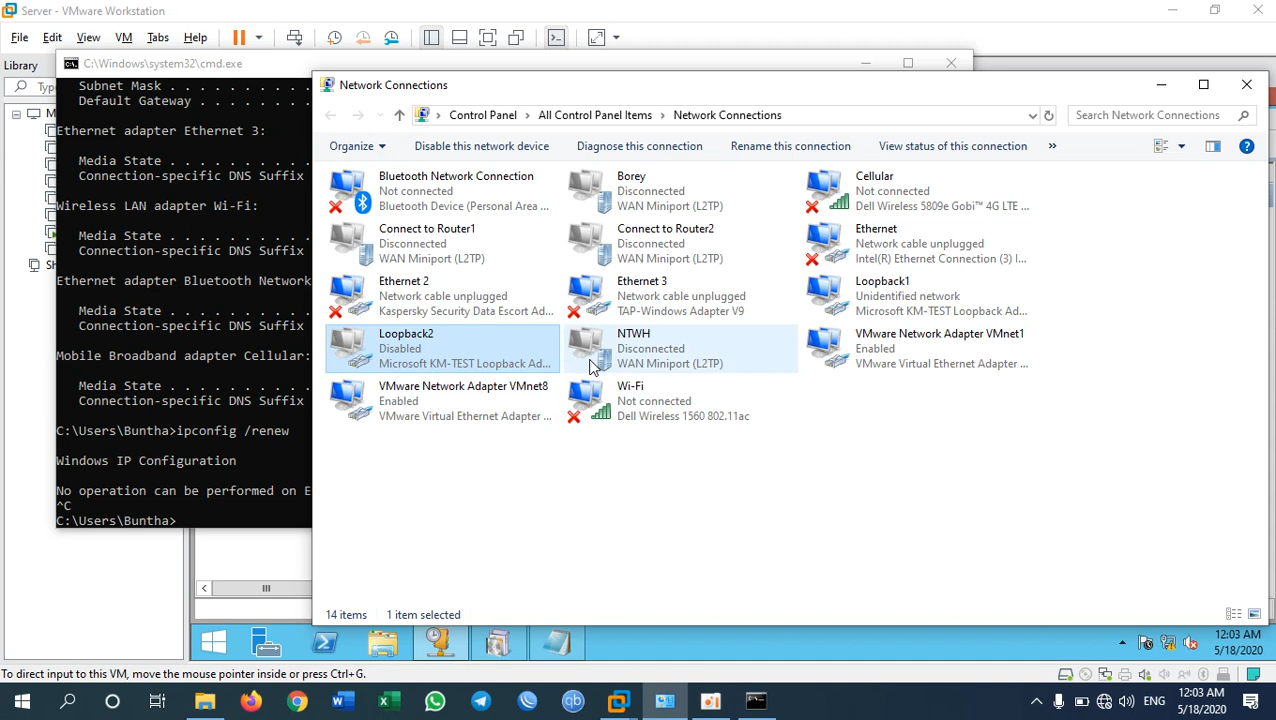 Server - VMware Workstation
File Edit View VM Tabs Help
Library
C:\Windows\system32\cmd.exe
Subnet Mask . . . . . . . . . . .
Default Gateway . . . . . . . . .
Ethernet adapter Ethernet 3:
Media State . . . . . . . . . . .
Connection-specific DNS Suffix
Wireless LAN adapter Wi-Fi:
Media State . . . . . . . . . . .
Connection-specific DNS Suffix
Ethernet adapter Bluetooth Network
Media State . . . . . . . . . . .
Connection-specific DNS Suffix
Mobile Broadband adapter Cellular:
Media State . . . . . . . . . . .
Connection-specific DNS Suffix
C:\Users\Buntha>ipconfig /renew
Windows IP Configuration
No operation can be performed on E
^C
C:\Users\Buntha>
Network Connections
Control Panel > All Control Panel Items > Network Connections
Search Network Connections
Organize Disable this network device Diagnose this connection Rename this connection View status of this connection »
Bluetooth Network Connection
Not connected
Bluetooth Device (Personal Area ...
Borey
Disconnected
WAN Miniport (L2TP)
Cellular
Not connected
Dell Wireless 5809e Gobi™ 4G LTE ...
Connect to Router1
Disconnected
WAN Miniport (L2TP)
Connect to Router2
Disconnected
WAN Miniport (L2TP)
Ethernet
Network cable unplugged
Intel(R) Ethernet Connection (3) I...
Ethernet 2
Network cable unplugged
Kaspersky Security Data Escort Ad...
Ethernet 3
Network cable unplugged
TAP-Windows Adapter V9
Loopback1
Unidentified network
Microsoft KM-TEST Loopback Ad...
Loopback2
Disabled
Microsoft KM-TEST Loopback Ad...
NTWH
Disconnected
WAN Miniport (L2TP)
VMware Network Adapter VMnet1
Enabled
VMware Virtual Ethernet Adapter ...
VMware Network Adapter VMnet8
Enabled
VMware Virtual Ethernet Adapter ...
Wi-Fi
Not connected
Dell Wireless 1560 802.11ac
14 items 1 item selected
12:03 AM
5/18/2020
To direct input to this VM, move the mouse pointer inside or press Ctrl+G.
ENG
12:03 AM
5/18/2020